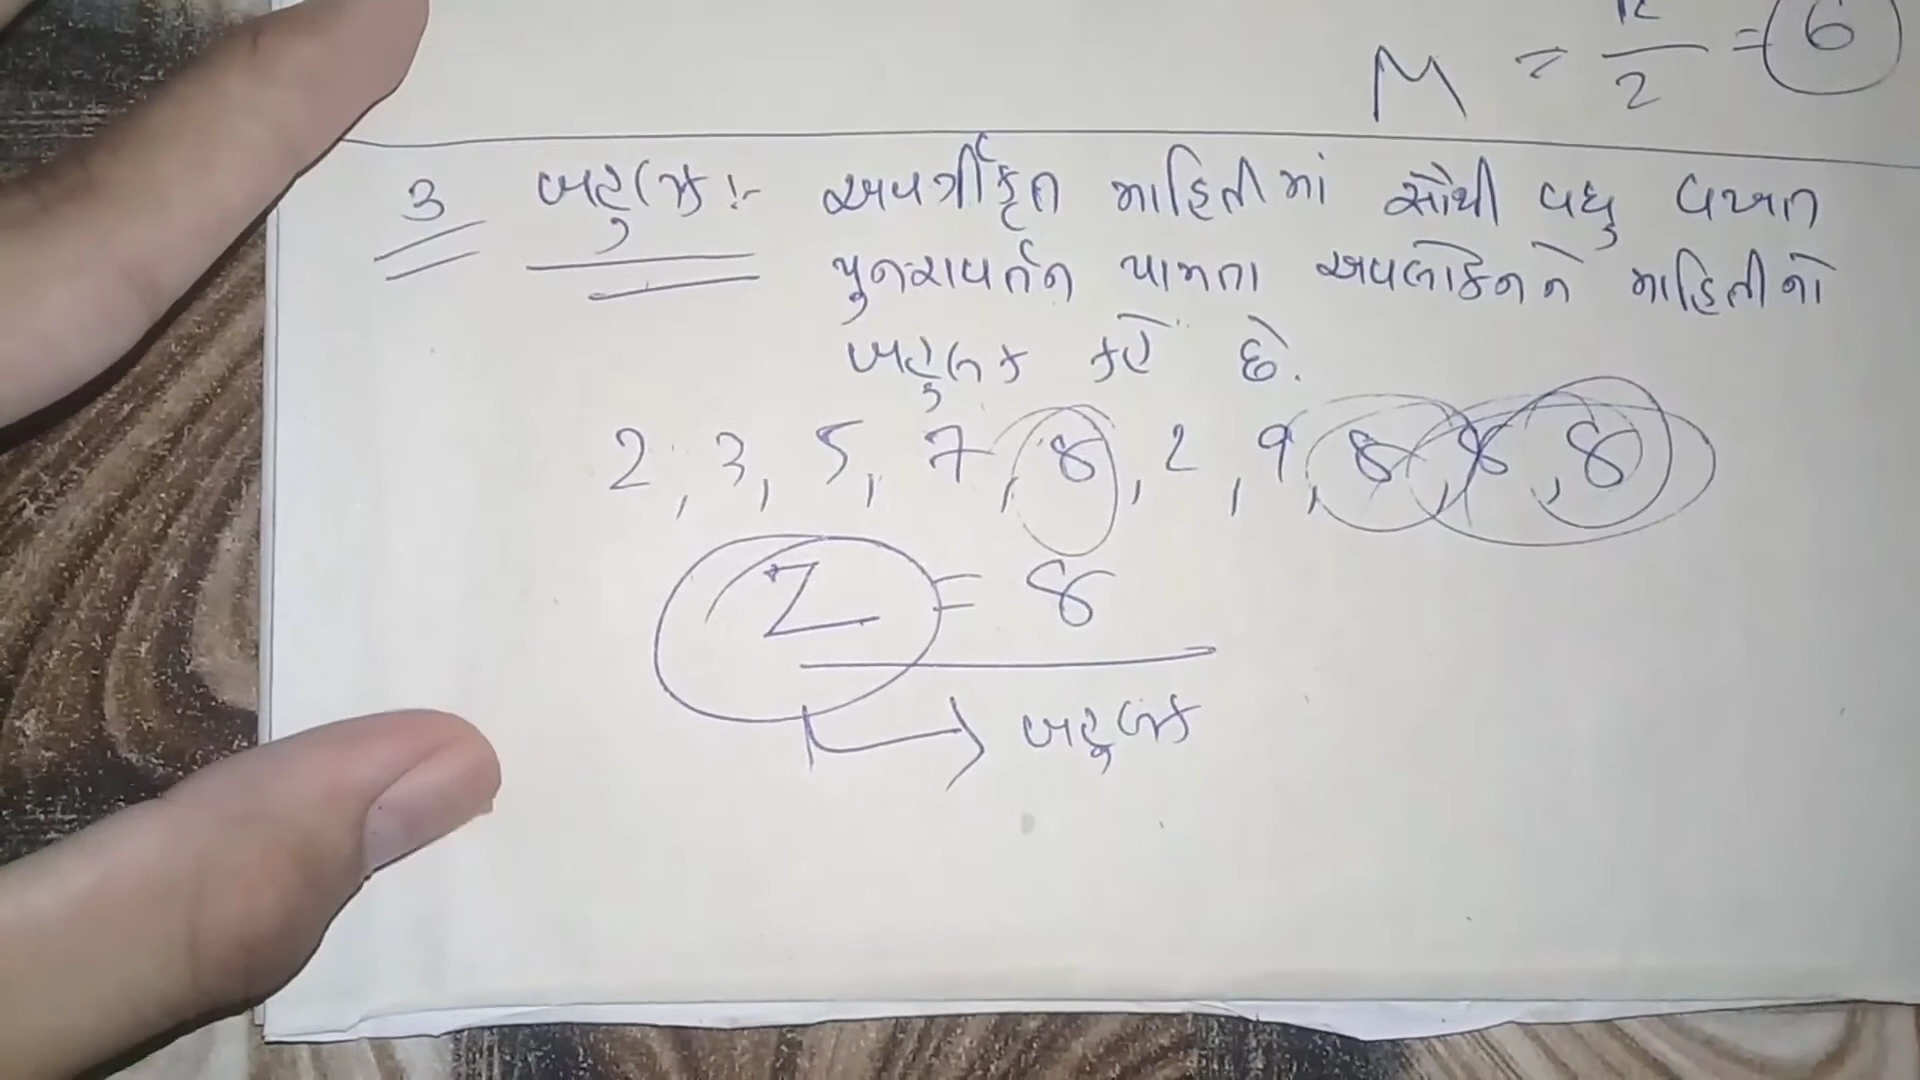 M = 12/2 = 6
3 બહુલક :- અવર્ગીકૃત માહિતીમાં સૌથી વધુ વખત
પુનરાવર્તન પામતા અવલોકનને માહિતીનો
બહુલક કહે છે.
2, 3, 5, 7, 8, 2, 9, 8, 8, 8
Z = 8
બહુલક